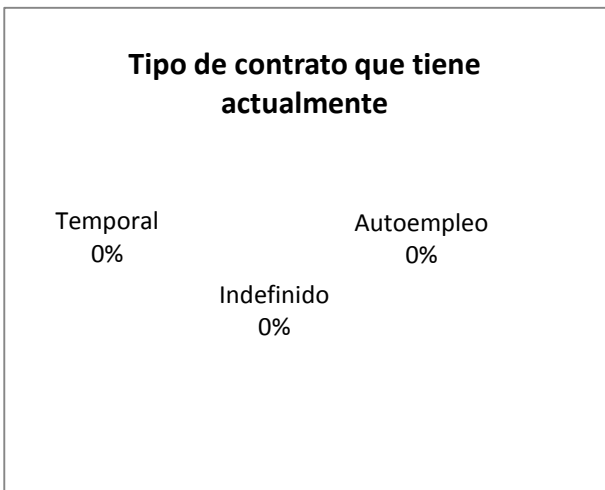 Tipo de contrato que tiene
actualmente
Temporal
0%
Autoempleo
0%
Indefinido
0%